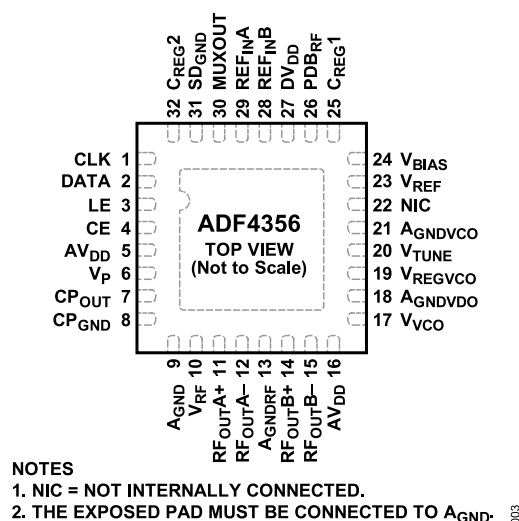 32 CREG2
31 SDGND
30 MUXOUT
29 REFINA
28 REFINB
27 DVDD
26 PDBRF
25 CREG1
CLK 1
DATA 2
LE 3
CE 4
AVDD 5
VP 6
CPOUT 7
CPGND 8
ADF4356
TOP VIEW
(Not to Scale)
24 VBIAS
23 VREF
22 NIC
21 AGNDVCO
20 VTUNE
19 VREGVCO
18 AGNDVDO
17 VVCO
AGND 9
VRF 10
RFOUTA+ 11
RFOUTA– 12
AGNDRF 13
RFOUTB+ 14
RFOUTB– 15
AVDD 16
NOTES
1. NIC = NOT INTERNALLY CONNECTED.
2. THE EXPOSED PAD MUST BE CONNECTED TO AGND.
003